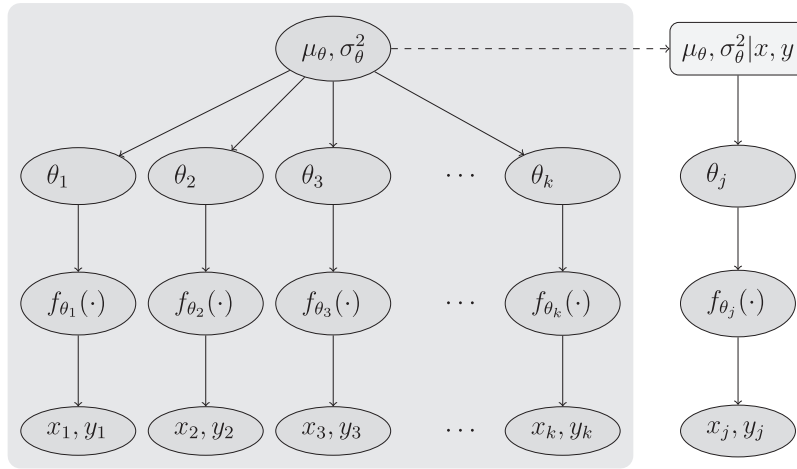 μ_θ, σ_θ^2 μ_θ, σ_θ^2|x, y
θ_1 θ_2 θ_3 ··· θ_k θ_j
f_{θ_1}(·) f_{θ_2}(·) f_{θ_3}(·) ··· f_{θ_k}(·) f_{θ_j}(·)
x_1, y_1 x_2, y_2 x_3, y_3 ··· x_k, y_k x_j, y_j